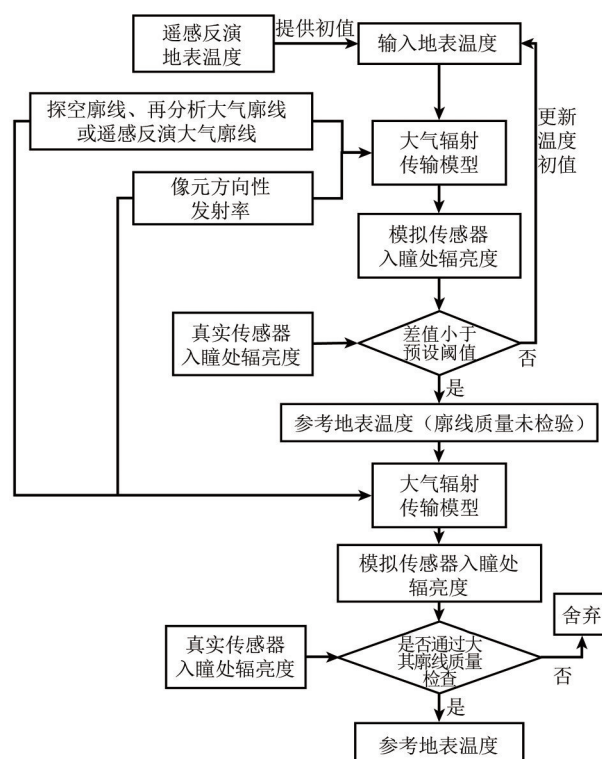 遥感反演
地表温度
提供初值
输入地表温度
探空廓线、再分析大气廓线
或遥感反演大气廓线
更新
温度
初值
大气辐射
传输模型
像元方向性
发射率
模拟传感器
入瞳处辐亮度
真实传感器
入瞳处辐亮度
差值小于
预设阈值
否
是
参考地表温度（廓线质量未检验）
大气辐射
传输模型
模拟传感器入瞳处
辐亮度
舍弃
真实传感器
入瞳处辐亮度
是否通过大
其廓线质量
检查
否
是
参考地表温度